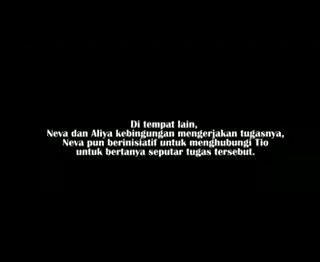 Di tempat lain,
Neva dan Aliya kebingungan mengerjakan tugasnya,
Neva pun berinisiatif untuk menghubungi Tio
untuk bertanya seputar tugas tersebut.